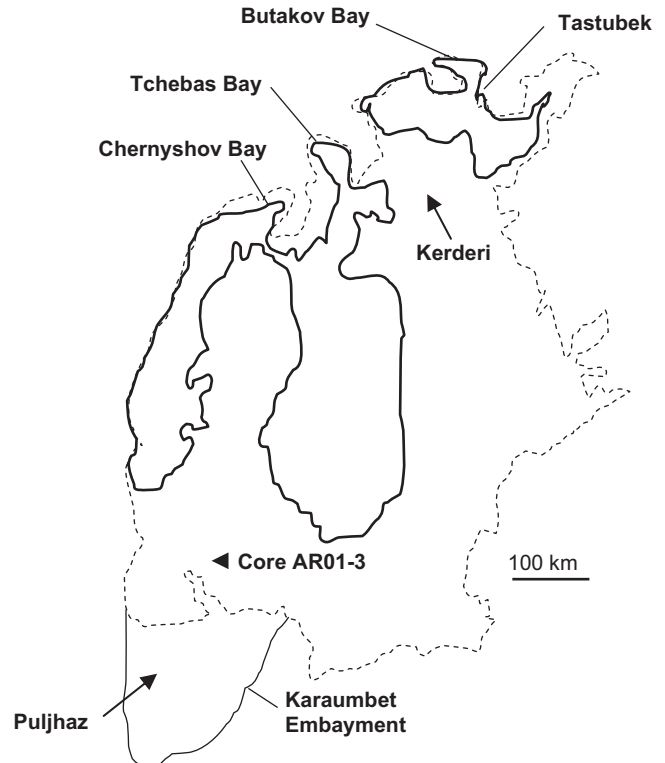 Butakov Bay
Tastubek
Tchebas Bay
Chernyshov Bay
Kerderi
100 km
Core AR01-3
Puljhaz
Karaumbet
Embayment